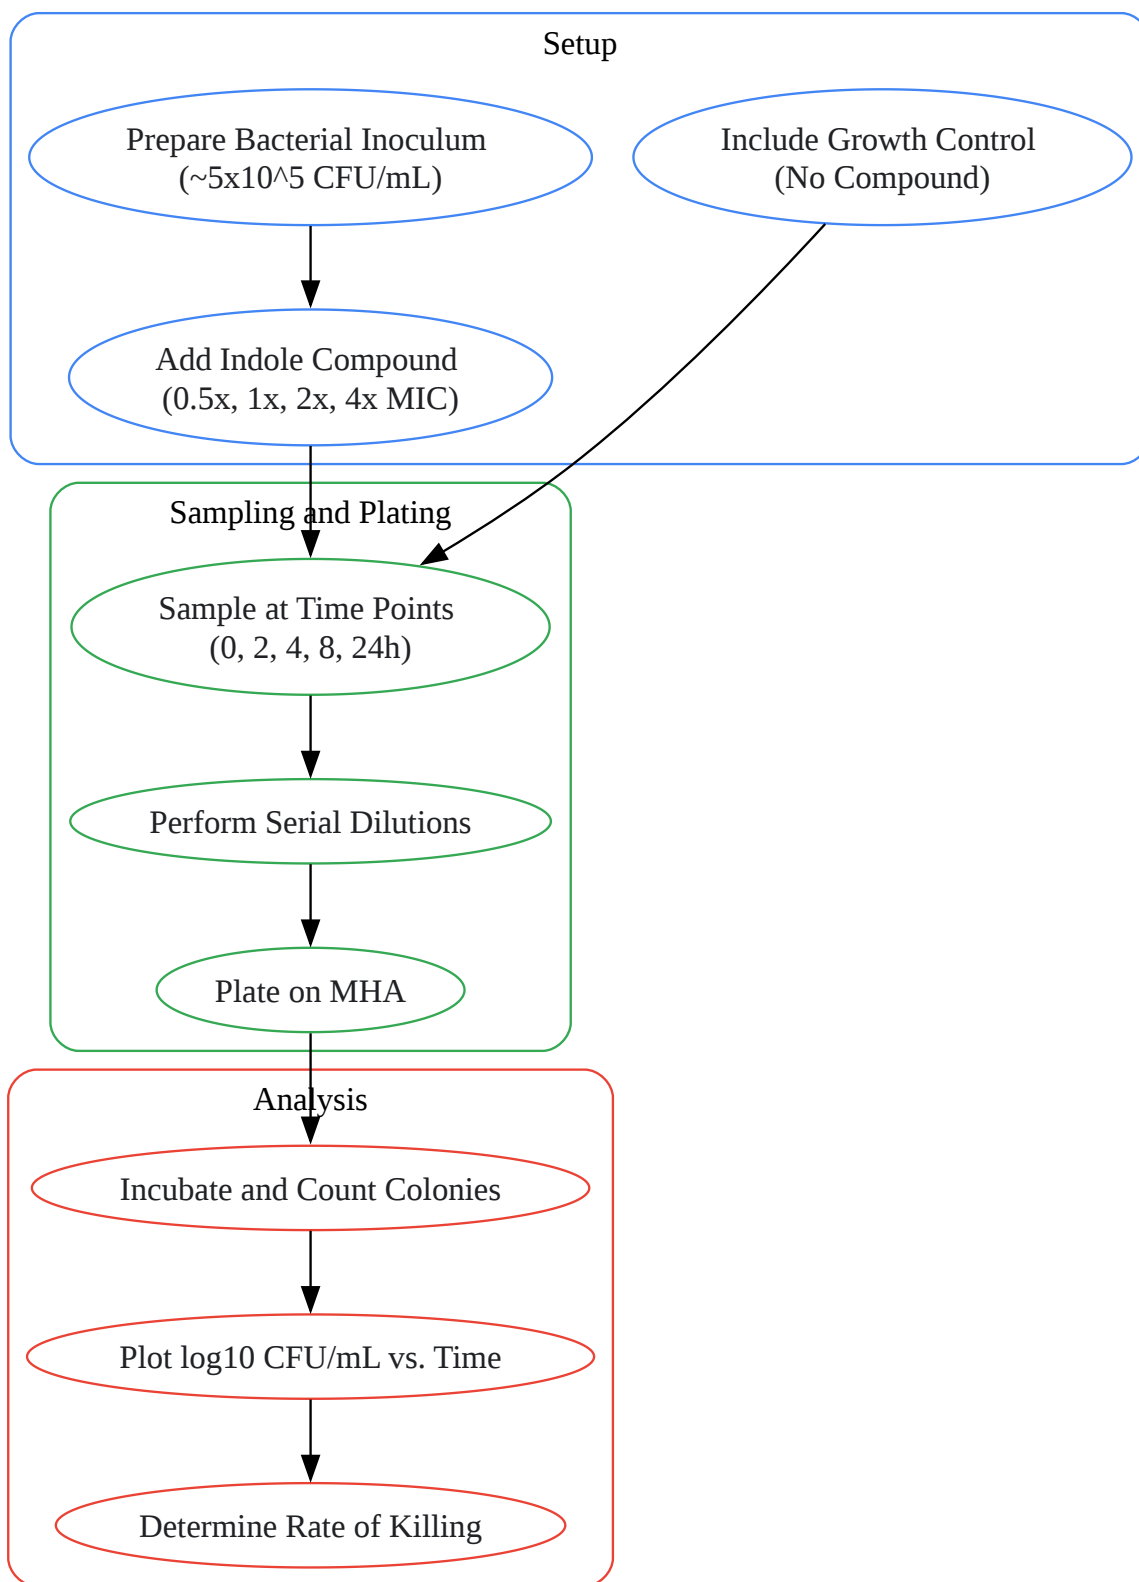 Setup
Prepare Bacterial Inoculum
(~5x10^5 CFU/mL)
Include Growth Control
(No Compound)
Add Indole Compound
(0.5x, 1x, 2x, 4x MIC)
Sampling and Plating
Sample at Time Points
(0, 2, 4, 8, 24h)
Perform Serial Dilutions
Plate on MHA
Analysis
Incubate and Count Colonies
Plot log10 CFU/mL vs. Time
Determine Rate of Killing